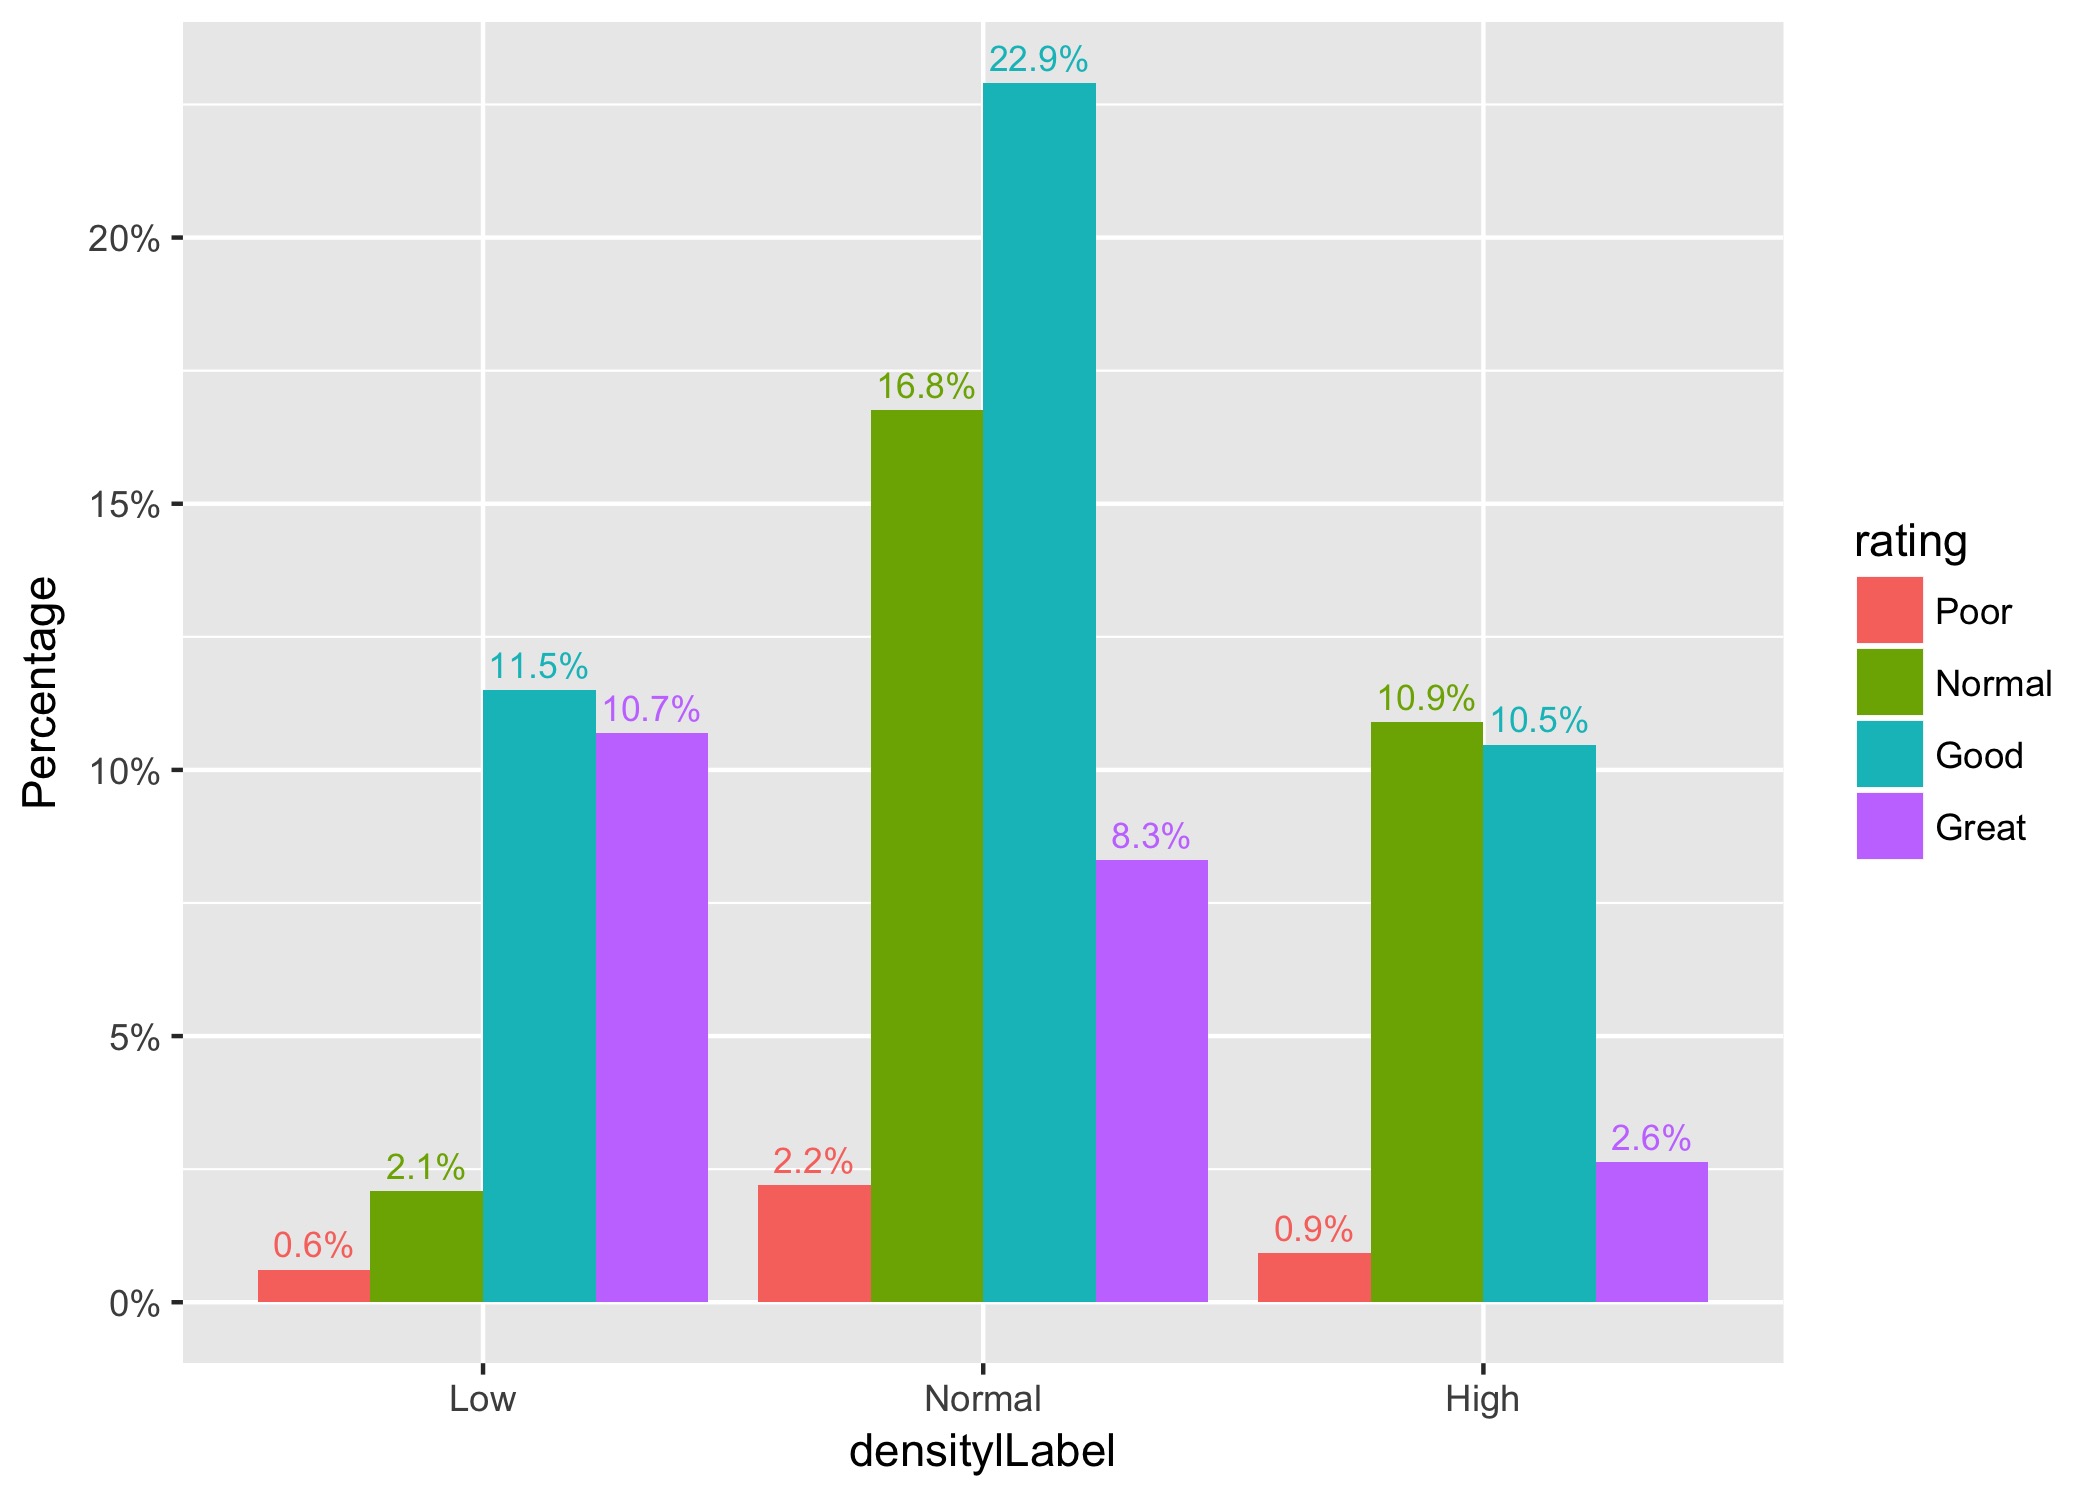 22.9%
20%
16.8%
15%
11.5%
10.7%
10.9%
10.5%
10%
8.3%
5%
2.1%
2.2%
2.6%
0.6%
0.9%
0%
Low Normal High
densitylLabel
Percentage
rating
Poor
Normal
Good
Great